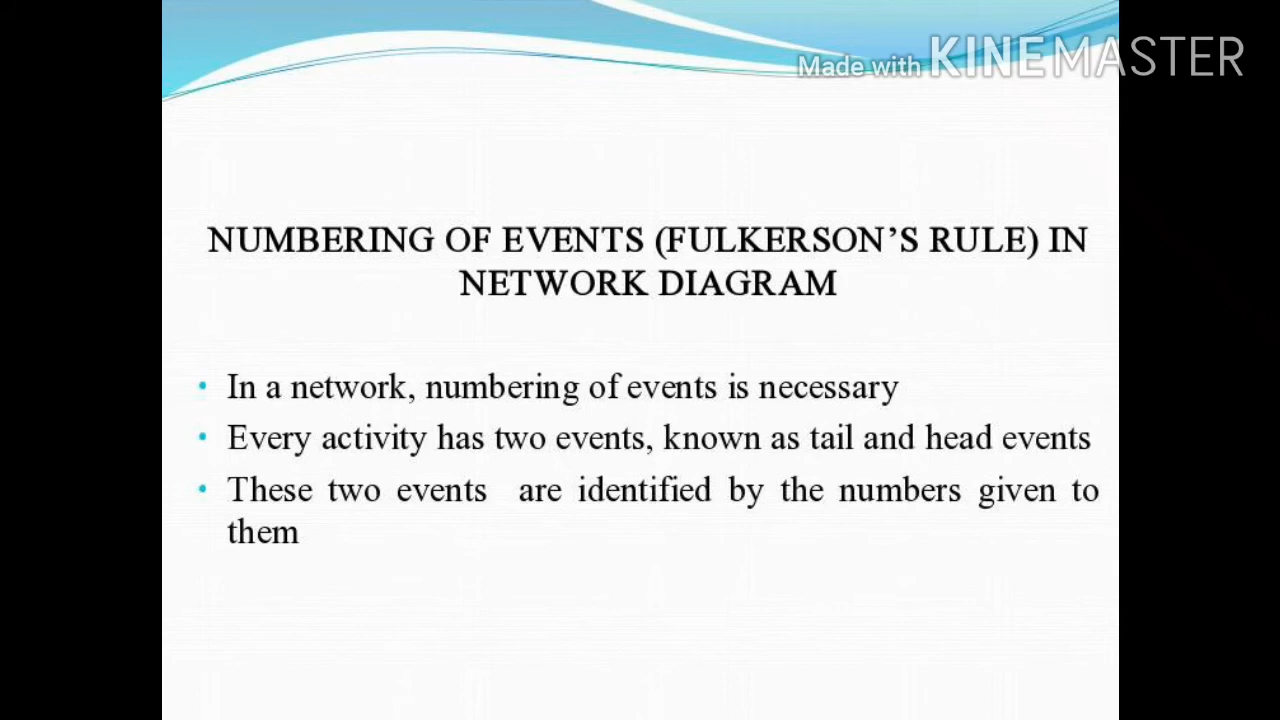 Made with KINEMASTER
NUMBERING OF EVENTS (FULKERSON’S RULE) IN
NETWORK DIAGRAM
• In a network, numbering of events is necessary
• Every activity has two events, known as tail and head events
• These two events are identified by the numbers given to
them